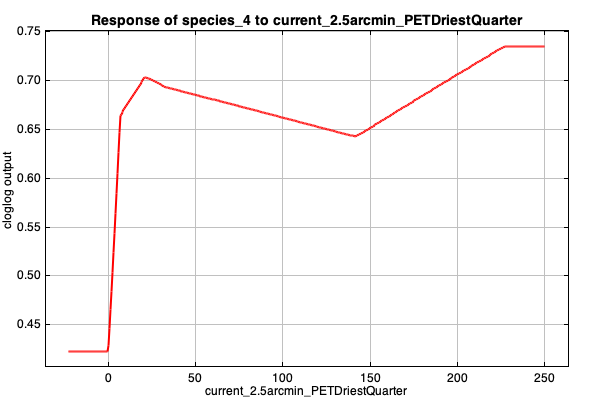 Response of species_4 to current_2.5arcmin_PETDriestQuarter
0.75
0.70
0.65
0.60
0.55
0.50
0.45
cloglog output
0 50 100 150 200 250
current_2.5arcmin_PETDriestQuarter